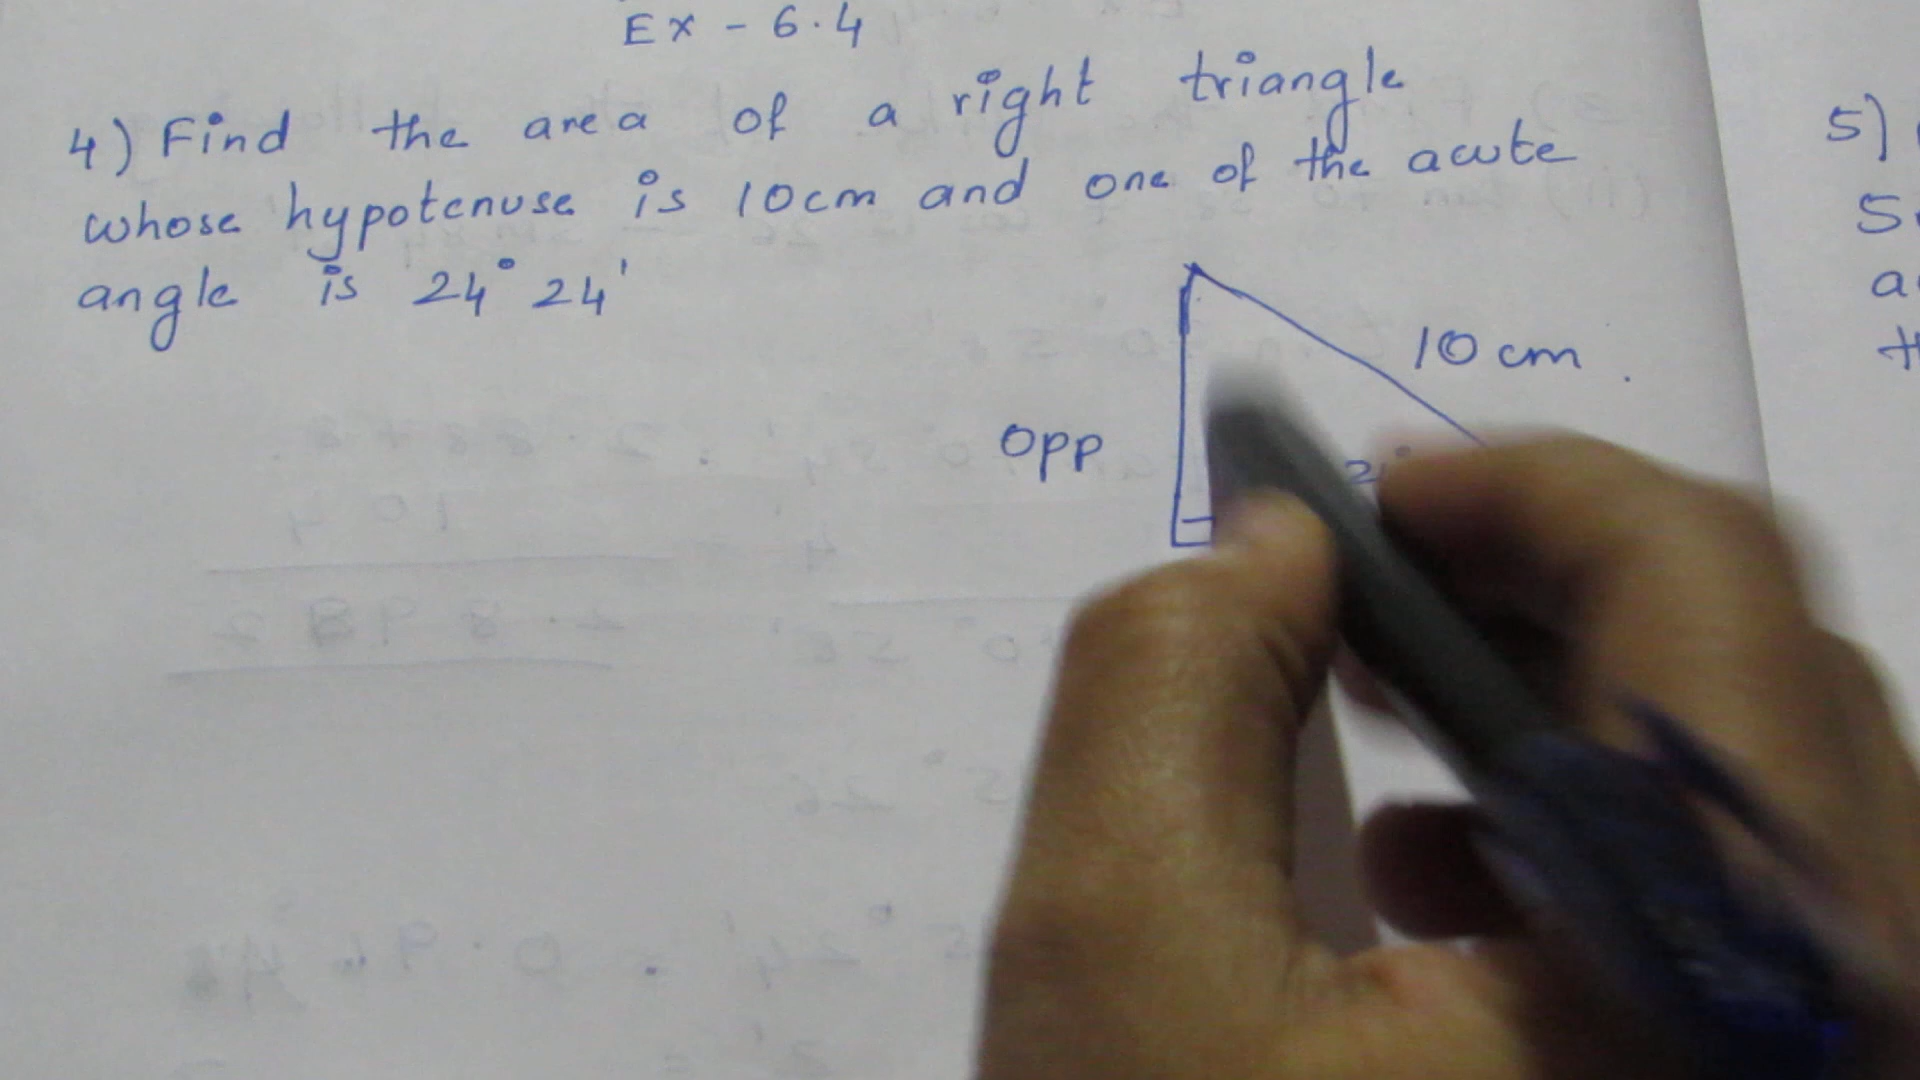 Ex - 6.4
4) Find the area of a right triangle
whose hypotenuse is 10cm and one of the acute
angle is 24° 24'
10 cm
opp
5)